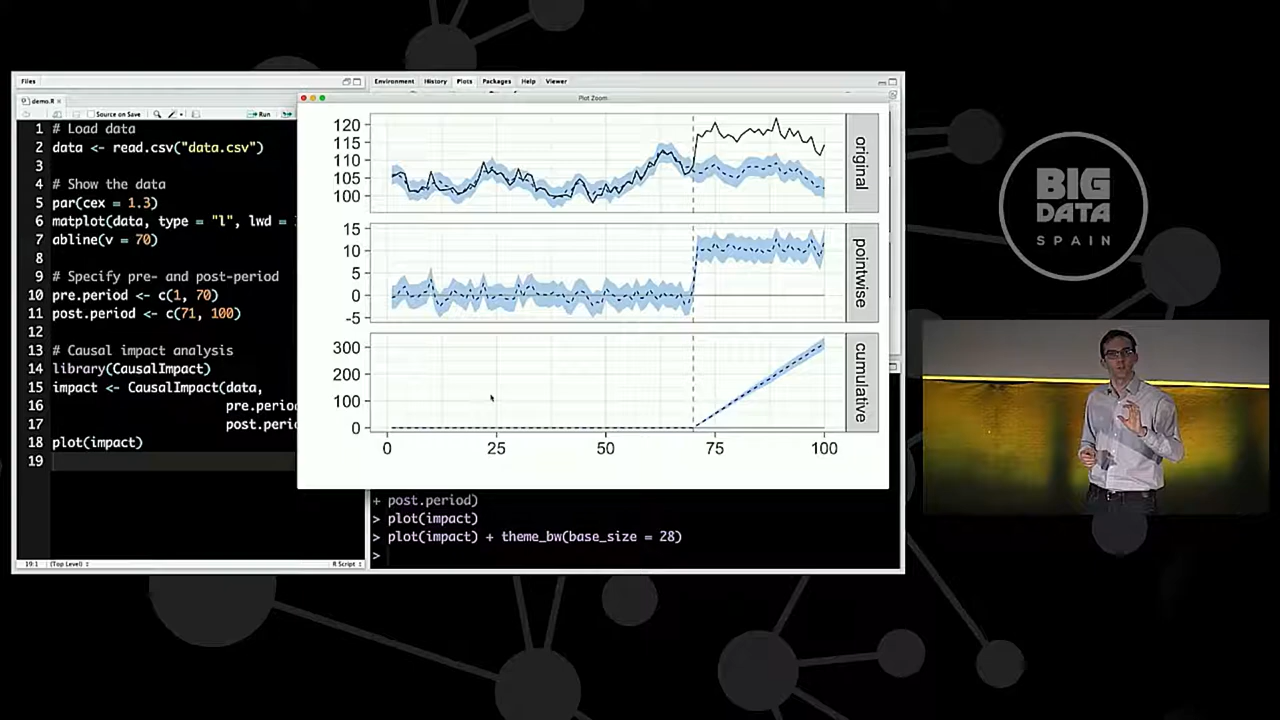 Files
demo.R
Source on Save
Run
1 # Load data
2 data <- read.csv("data.csv")
3
4 # Show the data
5 par(cex = 1.3)
6 matplot(data, type = "l", lwd =
7 abline(v = 70)
8
9 # Specify pre- and post-period
10 pre.period <- c(1, 70)
11 post.period <- c(71, 100)
12
13 # Causal impact analysis
14 library(CausalImpact)
15 impact <- CausalImpact(data,
16 pre.perio
17 post.peri
18 plot(impact)
19
19:1 (Top Level) R Script
Environment History Plots Packages Help Viewer
Plot Zoom
120
115
110
105
100
original
15
10
5
0
-5
pointwise
300
200
100
0
cumulative
0 25 50 75 100
+ post.period)
> plot(impact)
> plot(impact) + theme_bw(base_size = 28)
>
BIG
DATA
SPAIN